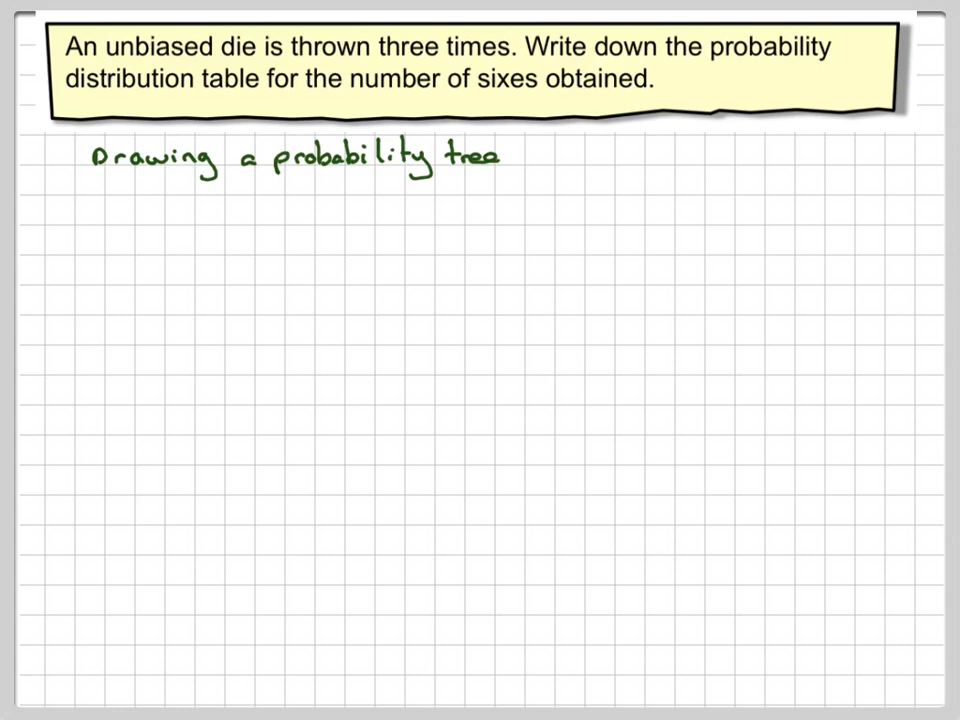 An unbiased die is thrown three times. Write down the probability
distribution table for the number of sixes obtained.
Drawing a probability tree